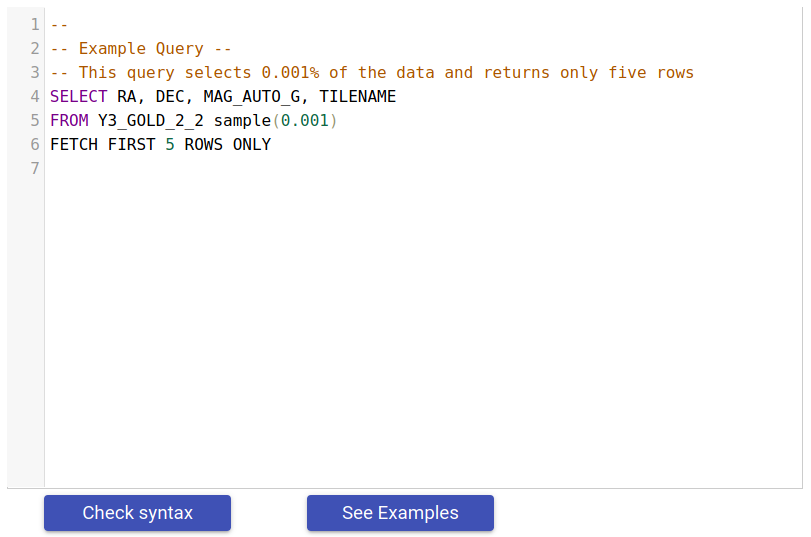 1 --
2 -- Example Query --
3 -- This query selects 0.001% of the data and returns only five rows
4 SELECT RA, DEC, MAG_AUTO_G, TILENAME
5 FROM Y3_GOLD_2_2 sample(0.001)
6 FETCH FIRST 5 ROWS ONLY
7
Check syntax
See Examples